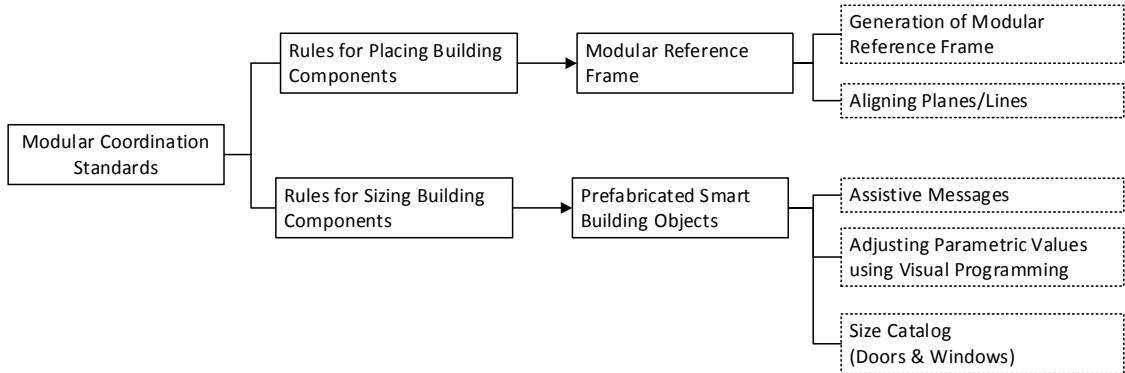 Modular Coordination
Standards
Rules for Placing Building
Components
Modular Reference
Frame
Generation of Modular
Reference Frame
Aligning Planes/Lines
Rules for Sizing Building
Components
Prefabricated Smart
Building Objects
Assistive Messages
Adjusting Parametric Values
using Visual Programming
Size Catalog
(Doors & Windows)